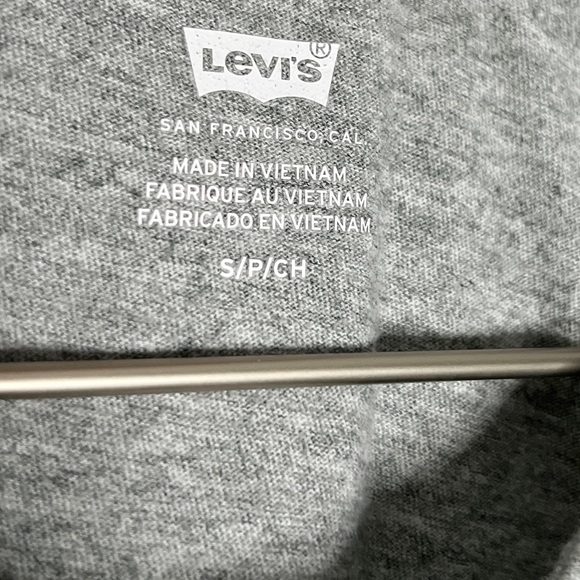 Levi's®
SAN FRANCISCO, CAL.
MADE IN VIETNAM
FABRIQUE AU VIETNAM
FABRICADO EN VIETNAM
S/P/CH